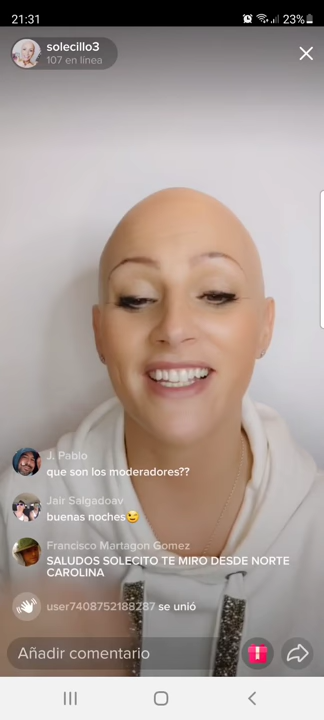 21:31
23%
solecillo3
107 en línea
J. Pablo
que son los moderadores??
Jair Salgadoav
buenas noches😉
Francisco Martagon Gomez
SALUDOS SOLECITO TE MIRO DESDE NORTE
CAROLINA
user7408752188287 se unió
Añadir comentario